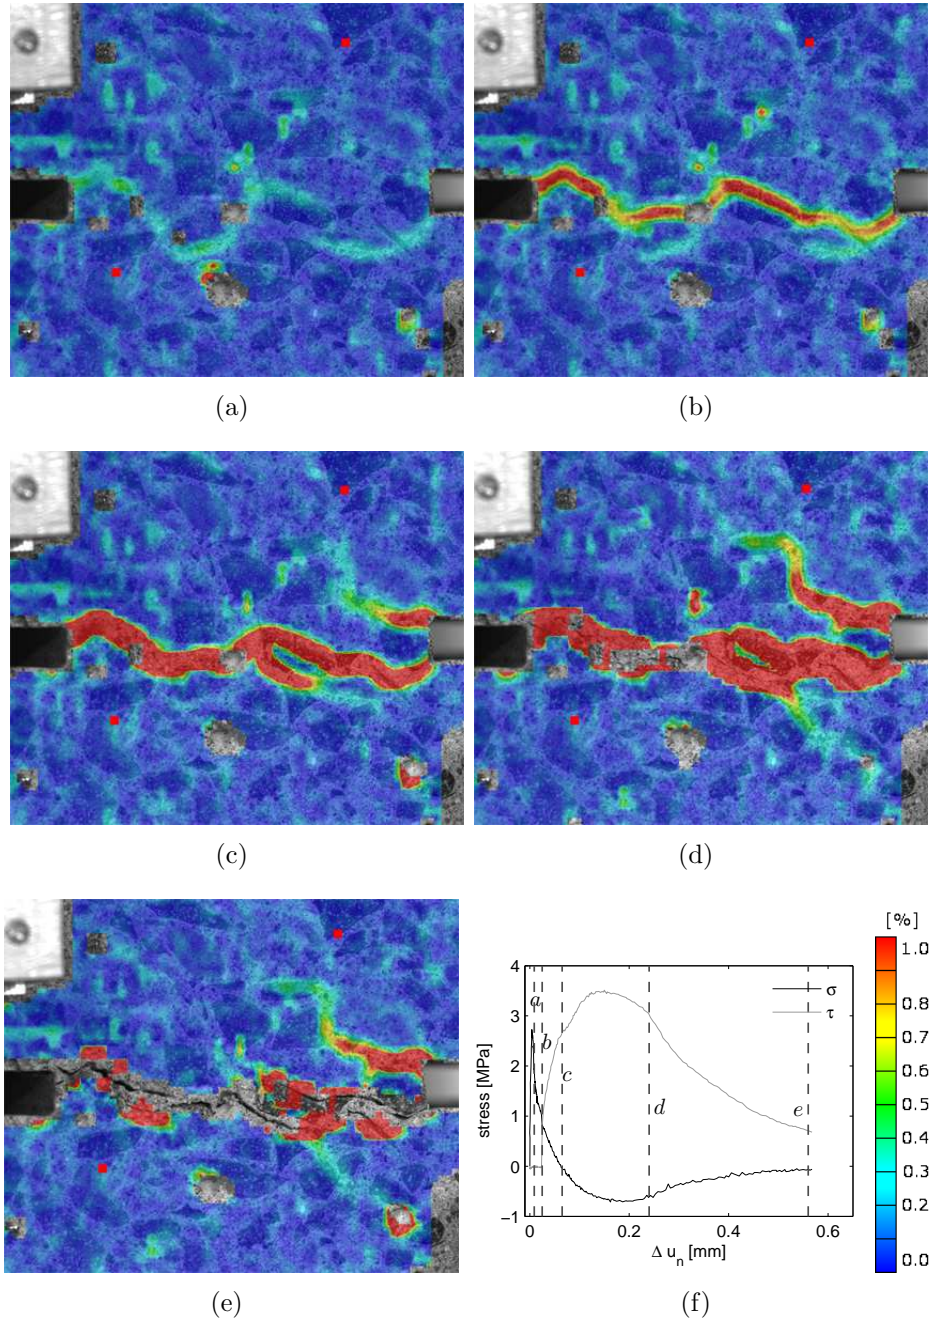 (a)
(b)
(c)
(d)
(e)
[%]
1.0
0.8
0.7
0.6
0.5
0.4
0.3
0.2
0.0
4
3
2
1
0
−1
stress [MPa]
a
b
c
d
e
σ
τ
0
0.2
0.4
0.6
Δ u_n [mm]
(f)